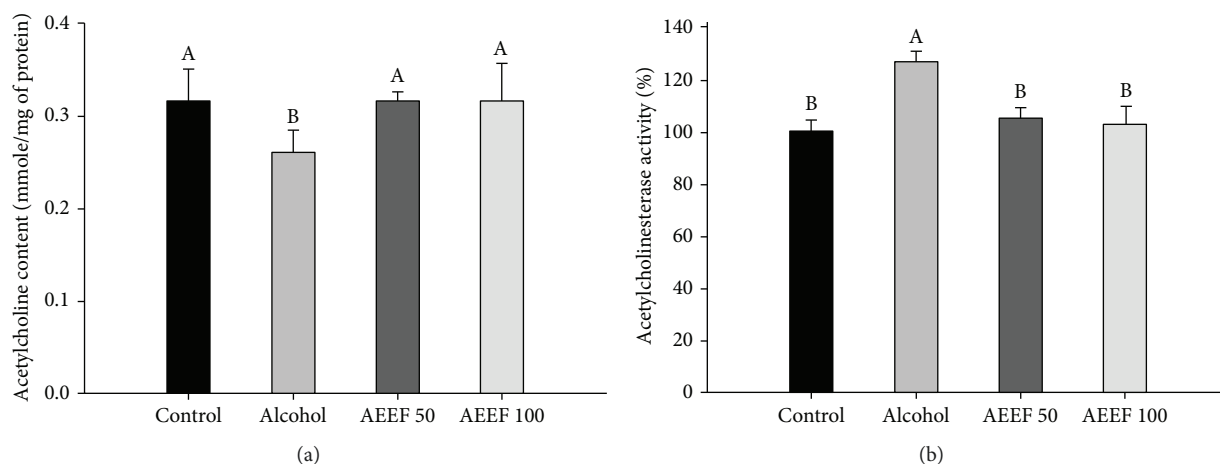 Acetylcholine content (mmole/mg of protein)
0.4
0.3
0.2
0.1
0.0
A
B
A
A
Control
Alcohol
AEEF 50
AEEF 100
(a)
Acetylcholinesterase activity (%)
140
120
100
80
60
40
20
0
B
A
B
B
Control
Alcohol
AEEF 50
AEEF 100
(b)